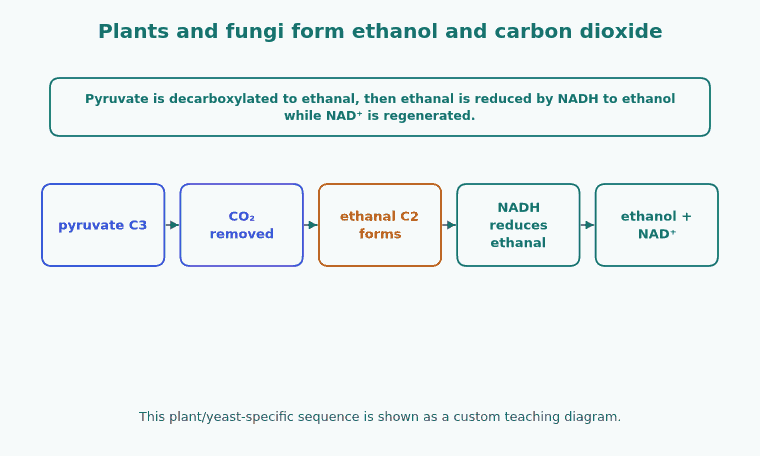 Plants and fungi form ethanol and carbon dioxide
Pyruvate is decarboxylated to ethanal, then ethanal is reduced by NADH to ethanol
while NAD⁺ is regenerated.
pyruvate C3
CO₂
removed
ethanal C2
forms
NADH
reduces
ethanal
ethanol +
NAD⁺
This plant/yeast-specific sequence is shown as a custom teaching diagram.